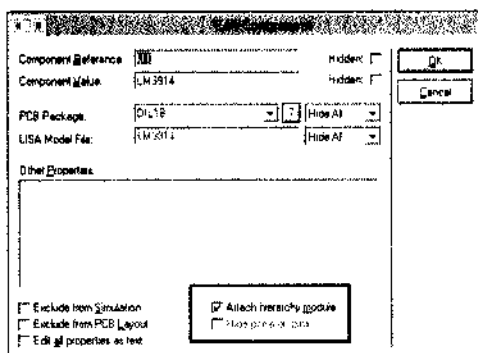 Component Reference: Hidden:
Component Value: LM3914 Hidden:
OK
Cancel
PCB Package: DIL18 ? Hide All
LISA Model File: LM3914 Hide All
Other Properties:
Exclude from Simulation
Exclude from PCB Layout
Edit all properties as text
Attach hierarchy module